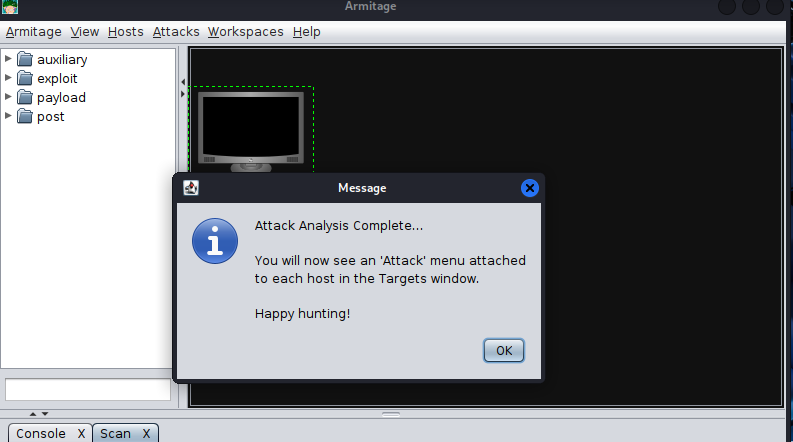 Armitage
Armitage View Hosts Attacks Workspaces Help
auxiliary
exploit
payload
post
Message
Attack Analysis Complete...
You will now see an 'Attack' menu attached
to each host in the Targets window.
Happy hunting!
OK
Console X Scan X